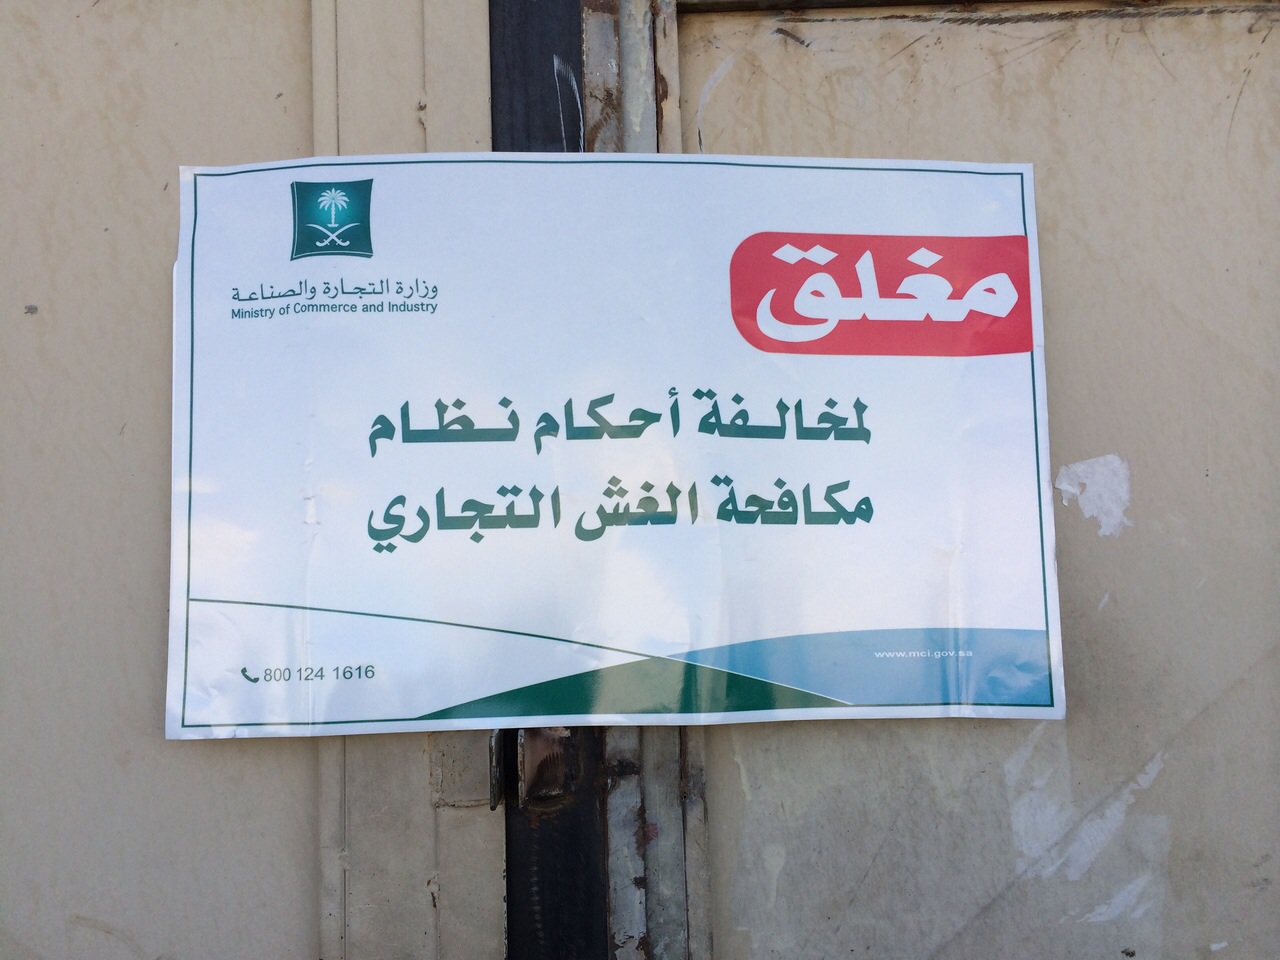 وزارة التجارة والصناعة
Ministry of Commerce and Industry
مغلق
لمخالفة أحكام نظام
مكافحة الغش التجاري
800 124 1616
www.mci.gov.sa